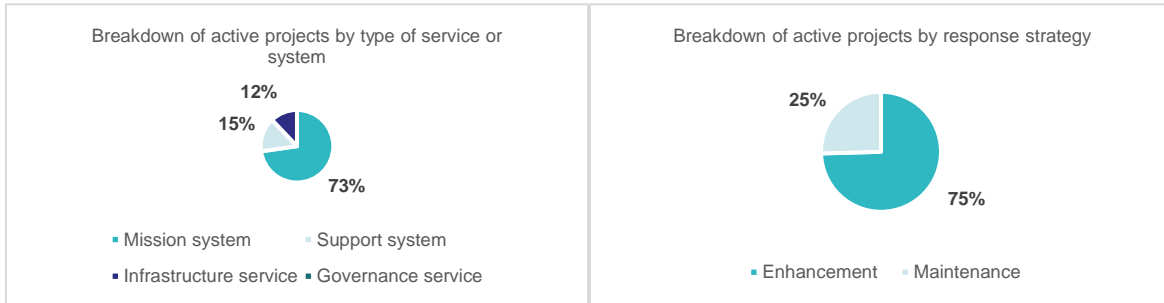 Breakdown of active projects by type of service or
system
12%
15%
73%
Mission system
Support system
Infrastructure service
Governance service
Breakdown of active projects by response strategy
25%
75%
Enhancement
Maintenance